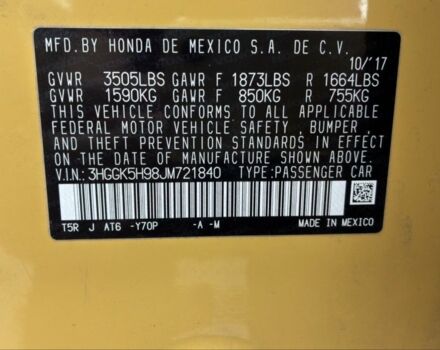 MFD.BY HONDA DE MEXICO S.A. DE C.V.
10/'17
GVWR 3505LBS GAWR F 1873LBS R 1664LBS
GVWR 1590KG GAWR F 850KG R 755KG
THIS VEHICLE CONFORMS TO ALL APPLICABLE
FEDERAL MOTOR VEHICLE SAFETY , BUMPER ,
AND THEFT PREVENTION STANDARDS IN EFFECT
ON THE DATE OF MANUFACTURE SHOWN ABOVE.
V.I.N.: 3HGGK5H98JM721840 TYPE:PASSENGER CAR
T5R J AT6 -Y70P -A -M MADE IN MEXICO